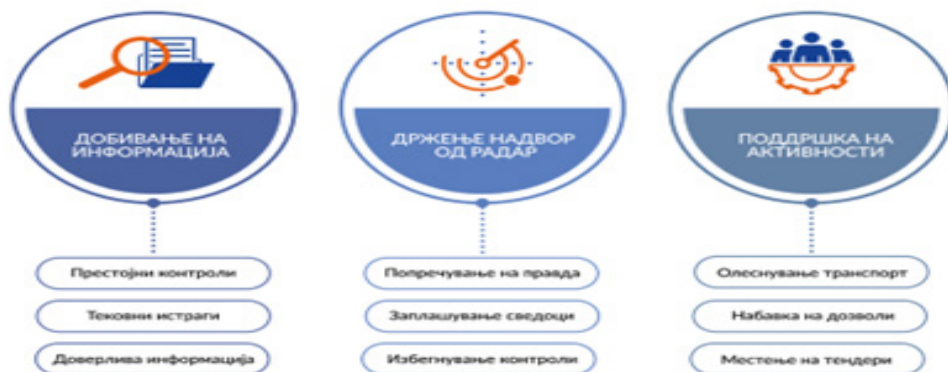 ДОБИВАЊЕ НА
ИНФОРМАЦИЈА
Престојни контроли
Тековни истраги
Доверлива информација
ДРЖЕЊЕ НАДВОР
ОД РАДАР
Попречување на правда
Заплашување сведоци
Избегнување контроли
ПОДДРШКА НА
АКТИВНОСТИ
Олеснување транспорт
Набавка на дозволи
Местење на тендери